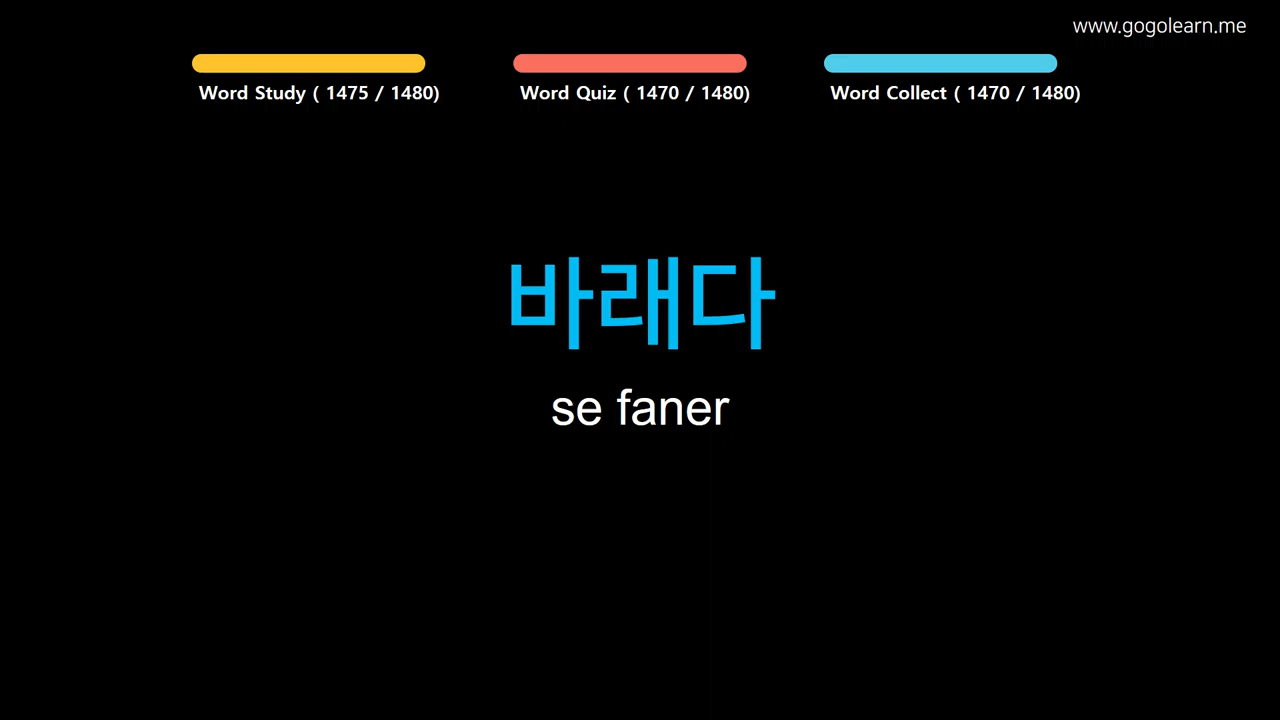 www.gogolearn.me
Word Study ( 1475 / 1480)
Word Quiz ( 1470 / 1480)
Word Collect ( 1470 / 1480)
바래다
se faner